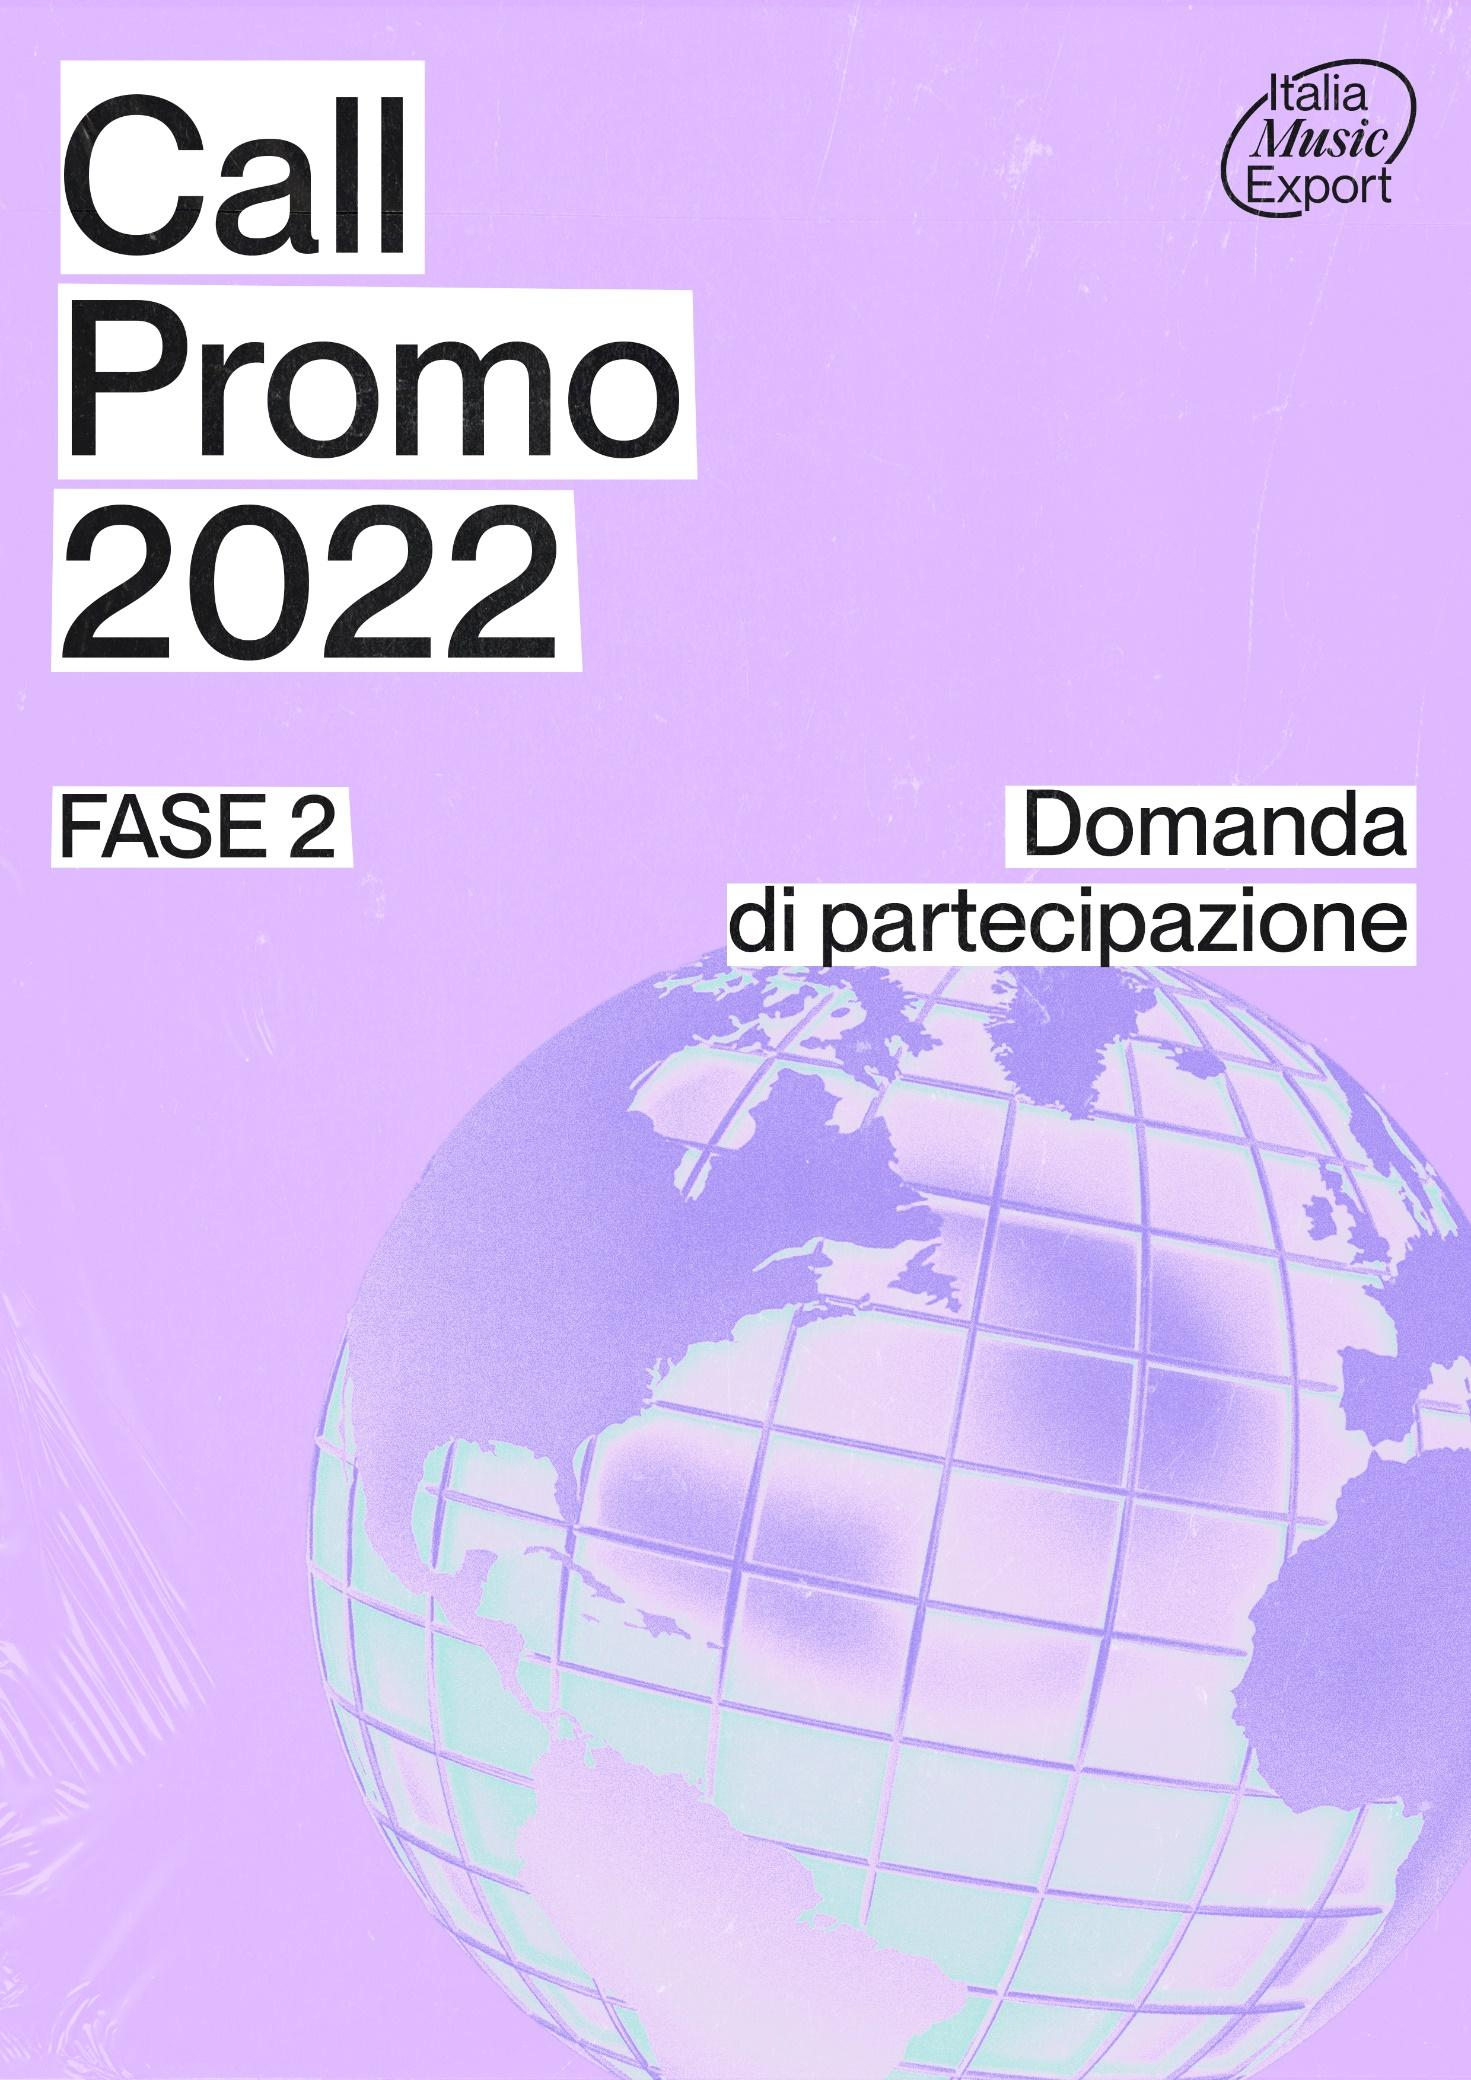 Call
Promo
2022
Italia
Music
Export
FASE 2
Domanda
di partecipazione